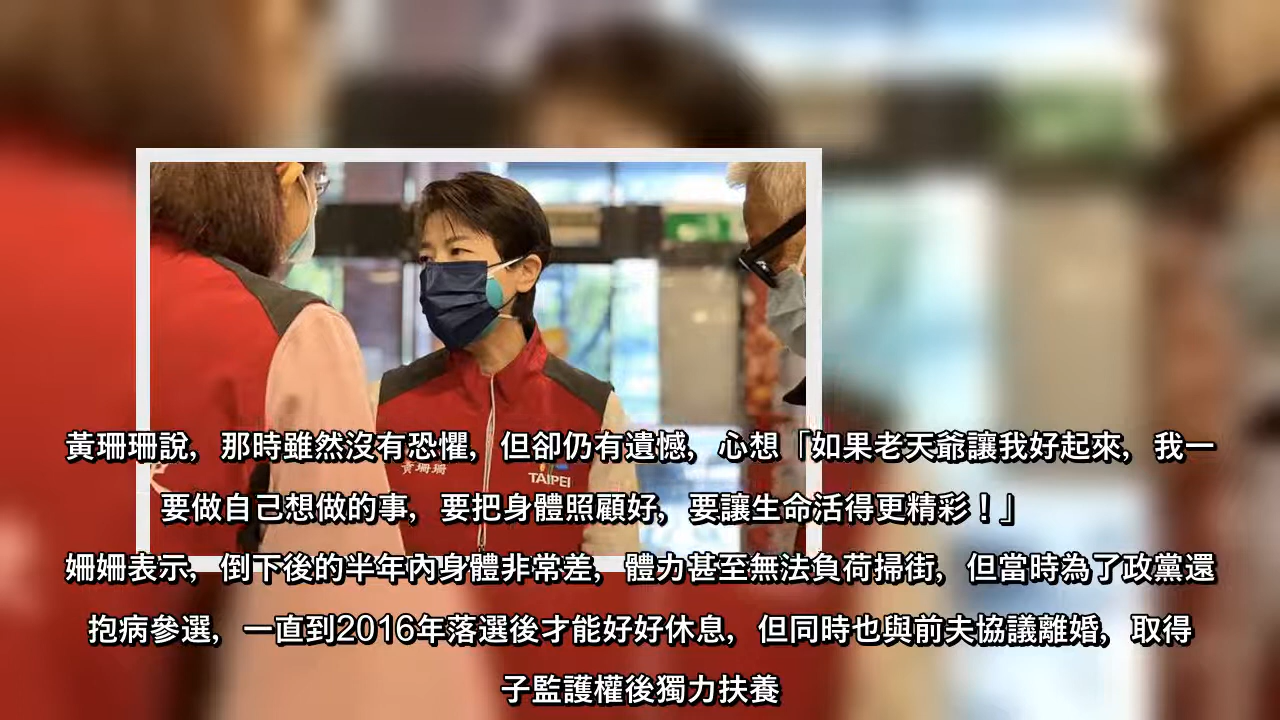 黃珊珊
TAIPEI
黃珊珊說，那時雖然沒有恐懼，但卻仍有遺憾，心想「如果老天爺讓我好起來，我一
要做自己想做的事，要把身體照顧好，要讓生命活得更精彩！」
姍姍表示，倒下後的半年內身體非常差，體力甚至無法負荷掃街，但當時為了政黨還
抱病參選，一直到2016年落選後才能好好休息，但同時也與前夫協議離婚，取得
子監護權後獨力扶養